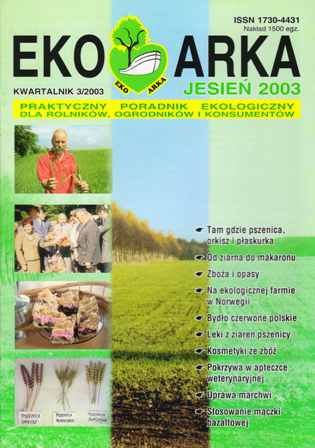 ISSN 1730-4431
Nakład 1500 egz.
EKO ARKA
EKO ARKA
KWARTALNIK 3/2003
JESIEŃ 2003
PRAKTYCZNY PORADNIK EKOLOGICZNY
DLA ROLNIKÓW, OGRODNIKÓW I KONSUMENTÓW
Tam gdzie pszenica,
orkisz i płaskurka
Od ziarna do makaronu
Zboża i opasy
Na ekologicznej farmie
w Norwegii
Bydło czerwone polskie
Leki z ziaren pszenicy
Kosmetyki ze zbóż
Pokrzywa w apteczce
weterynaryjnej
Uprawa marchwi
Stosowanie mączki
bazaltowej